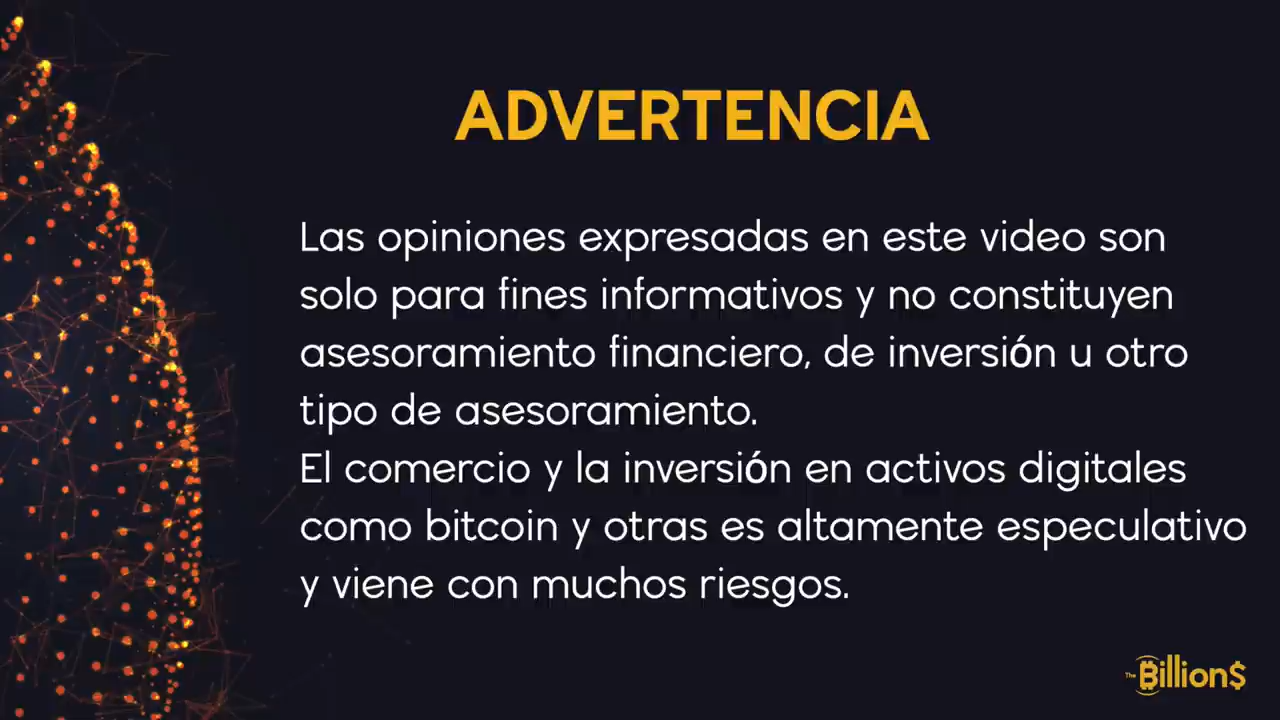 ADVERTENCIA
Las opiniones expresadas en este video son
solo para fines informativos y no constituyen
asesoramiento financiero, de inversión u otro
tipo de asesoramiento.
El comercio y la inversión en activos digitales
como bitcoin y otras es altamente especulativo
y viene con muchos riesgos.
The Billion$